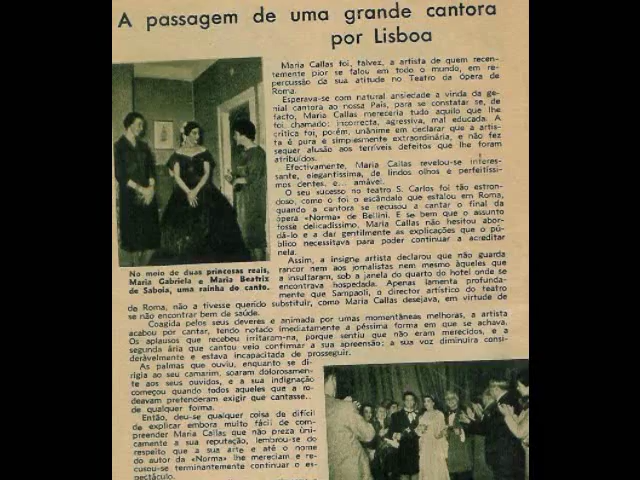 A passagem de uma grande cantora
por Lisboa
Maria Callas foi, talvez, a artista de quem recen-
temente pior se falou em todo o mundo, em re-
percussão da sua atitude no Teatro da Ópera de
Roma.
Esperava-se com natural ansiedade a vinda da ge-
nial cantora ao nosso País, para se constatar se, de
facto, Maria Callas mereceria tudo aquilo que lhe
foi chamado: incorrecta, agressiva, mal educada. A
crítica foi, porém, unânime em declarar que a artis-
ta é pura e simplesmente extraordinária, e não fez
sequer alusão aos terríveis defeitos que lhe foram
atribuídos.
Efectivamente, Maria Callas revelou-se interes-
sante, elegantíssima, de lindos olhos e perfeitíssi-
mos dentes, e... amável.
O seu sucesso no teatro S. Carlos foi tão estron-
doso, como o foi o escândalo que estalou em Roma,
quando a cantora se recusou a cantar o final da
ópera «Norma» de Bellini. E se bem que o assunto
fosse delicadíssimo, Maria Callas não hesitou abor-
dá-lo e a dar gentilmente as explicações que o pú-
blico necessitava para poder continuar a acreditar
nela.
Assim, a insigne artista declarou que não guarda
rancor nem aos jornalistas nem mesmo àqueles que
a insultaram, sob a janela do quarto do hotel onde se
encontrava hospedada. Apenas lamenta profunda-
mente que Sampaoli, o director artístico do teatro
No meio de duas princesas reais,
Maria Gabriela e Maria Beatriz
de Saboia, uma rainha do canto.
de Roma, não a tivesse querido substituir, como Maria Callas desejava, em virtude de
se não encontrar bem de saúde.
Coagida pelos seus deveres e animada por umas momentâneas melhoras, a artista
acabou por cantar, tendo notado imediatamente a péssima forma em que se achava.
Os aplausos que recebeu irritaram-na, porque sentiu que não eram merecidos, e a
segunda ária que cantou veio confirmar a sua apreensão; a sua voz diminuíra consi-
deràvelmente e estava incapacitada de prosseguir.
As palmas que ouviu, enquanto se di-
rigia ao seu camarim, soaram dolorosamen-
te aos seus ouvidos, e a sua indignação
começou quando todos aqueles que a ro-
deavam pretenderam exigir que cantasse...
de qualquer forma.
Então, deu-se qualquer coisa de difícil
de explicar embora muito fácil de com-
preender Maria Callas que não preza úni-
camente a sua reputação, lembrou-se do
respeito que a sua arte e até o nome
do autor da «Norma» lhe mereciam e re-
cusou-se terminantemente continuar o es-
pectáculo.